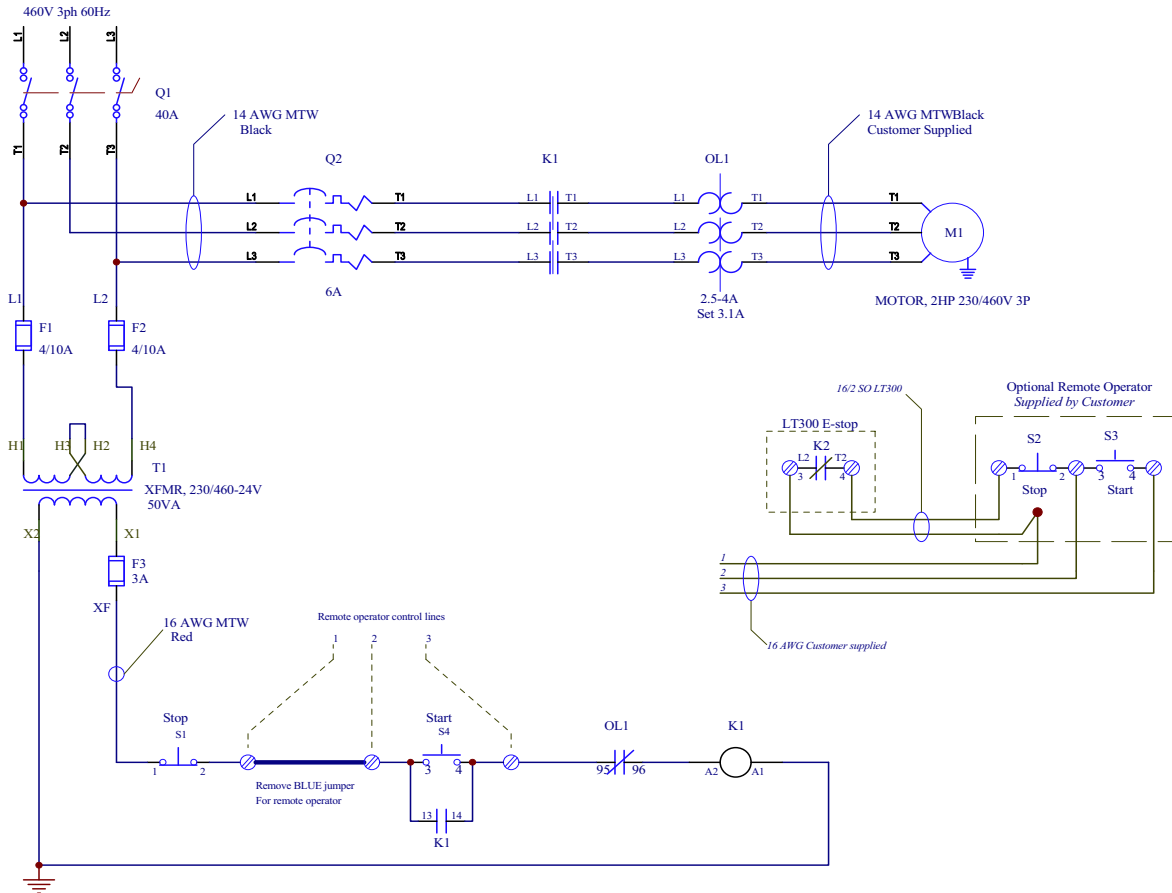 460V 3ph 60Hz
L1 L2 L3
Q1
40A
T1 T2 T3
14 AWG MTW
Black
14 AWG MTWBlack
Customer Supplied
Q2
K1
OL1
L1 T1 L1 T1 L1 T1 T1
L2 T2 L2 T2 L2 T2 T2
L3 T3 L3 T3 L3 T3 T3
M1
6A
2.5-4A
Set 3.1A
MOTOR, 2HP 230/460V 3P
L1 L2
F1
4/10A
F2
4/10A
H1 H3 H2 H4
T1
XFMR, 230/460-24V
50VA
X2 X1
F3
3A
XF
16 AWG MTW
Red
16/2 SO LT300
Optional Remote Operator
Supplied by Customer
LT300 E-stop
K2
L2 T2
3 4
S2
S3
1 2 3 4
Stop
Start
1
2
3
16 AWG Customer supplied
Remote operator control lines
1 2 3
Stop
S1
1 2
Remove BLUE jumper
For remote operator
Start
S4
3 4
13 14
K1
OL1
95 96
K1
A2 A1